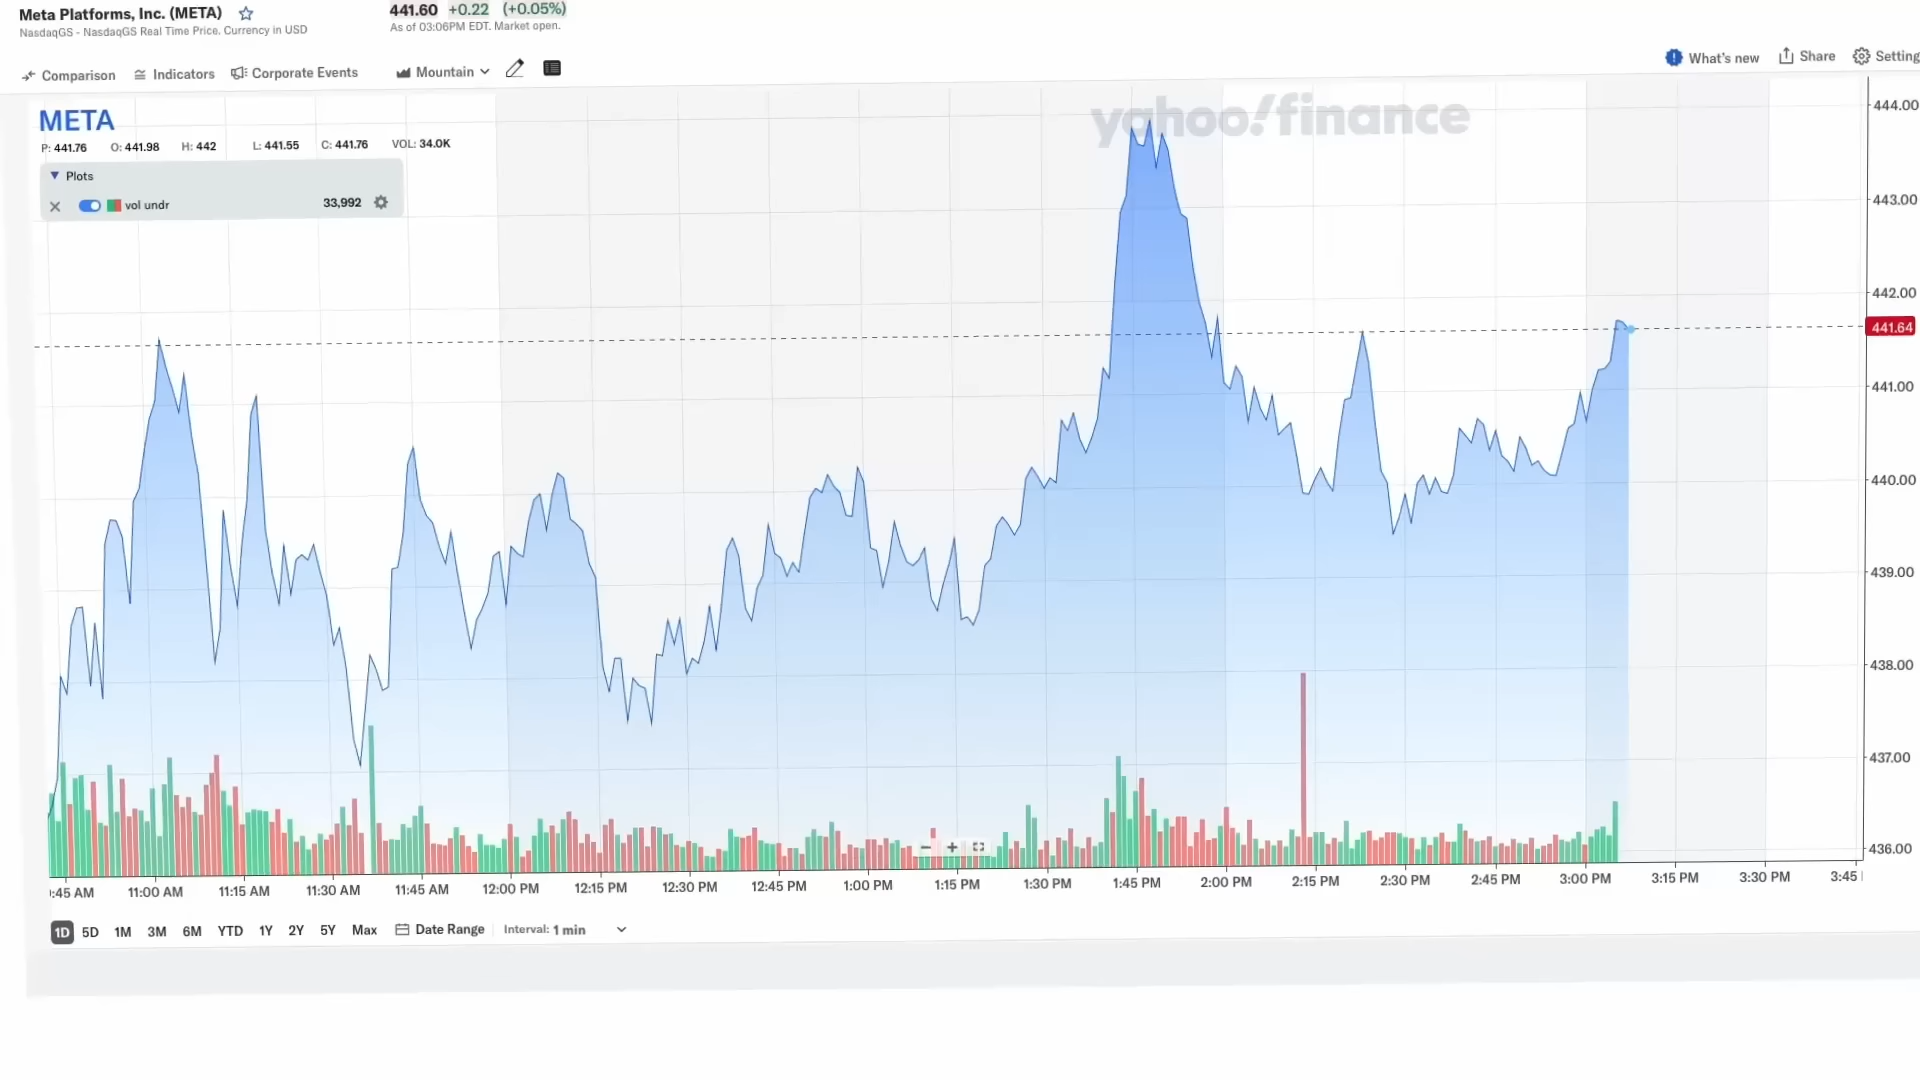 Meta Platforms, Inc. (META)
441.60 +0.22 (+0.05%)
NasdaqGS - NasdaqGS Real Time Price. Currency in USD
As of 03:06PM EDT. Market open.
Comparison Indicators Corporate Events Mountain
What's new Share Setting
META
yahoo!finance
P: 441.76 O: 441.98 H: 442 L: 441.55 C: 441.76 VOL: 34.0K
Plots
vol undr 33,992
444.00
443.00
442.00
441.64
441.00
440.00
439.00
438.00
437.00
436.00
:45 AM 11:00 AM 11:15 AM 11:30 AM 11:45 AM 12:00 PM 12:15 PM 12:30 PM 12:45 PM 1:00 PM 1:15 PM 1:30 PM 1:45 PM 2:00 PM 2:15 PM 2:30 PM 2:45 PM 3:00 PM 3:15 PM 3:30 PM 3:45
1D 5D 1M 3M 6M YTD 1Y 2Y 5Y Max Date Range Interval: 1 min